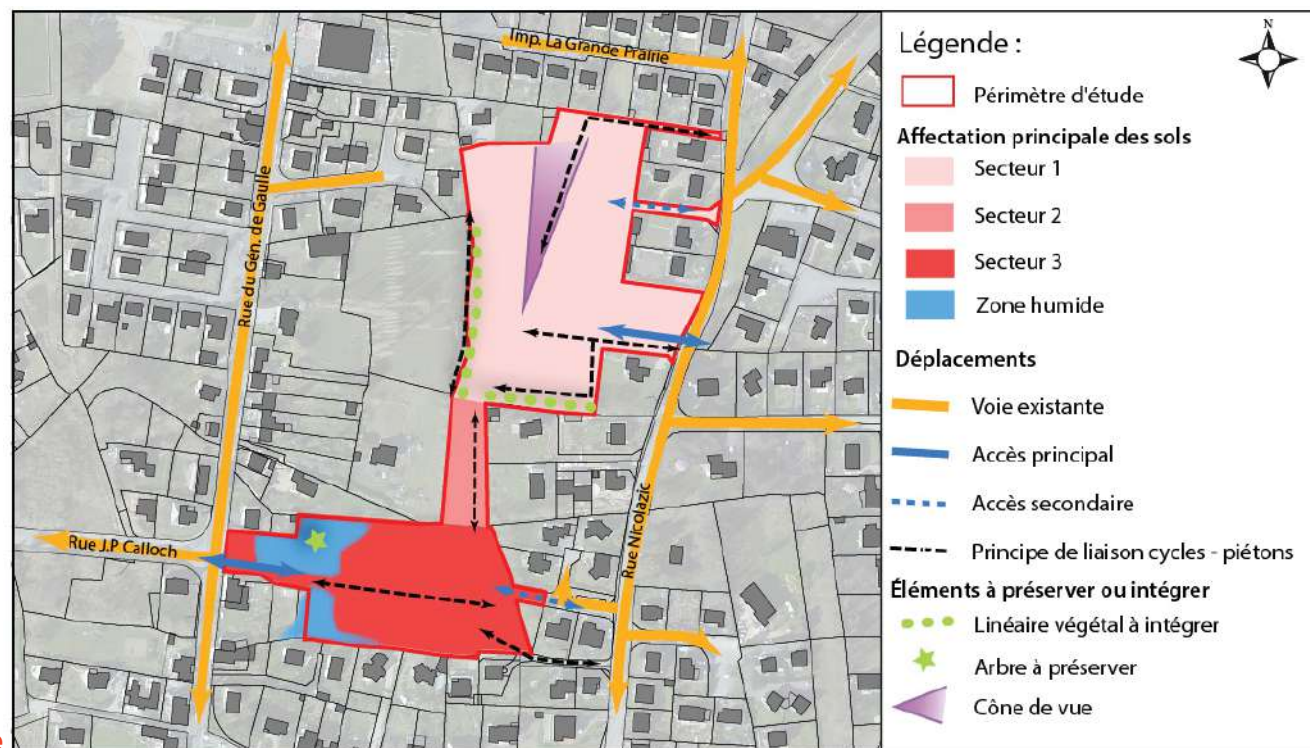 Imp. La Grande Prairie
Rue du Gén. de Gaulle
Rue J.P Calloch
Rue Nicolazic
N
Légende :
Périmètre d'étude
Affectation principale des sols
Secteur 1
Secteur 2
Secteur 3
Zone humide
Déplacements
Voie existante
Accès principal
Accès secondaire
Principe de liaison cycles - piétons
Éléments à préserver ou intégrer
Linéaire végétal à intégrer
Arbre à préserver
Cône de vue